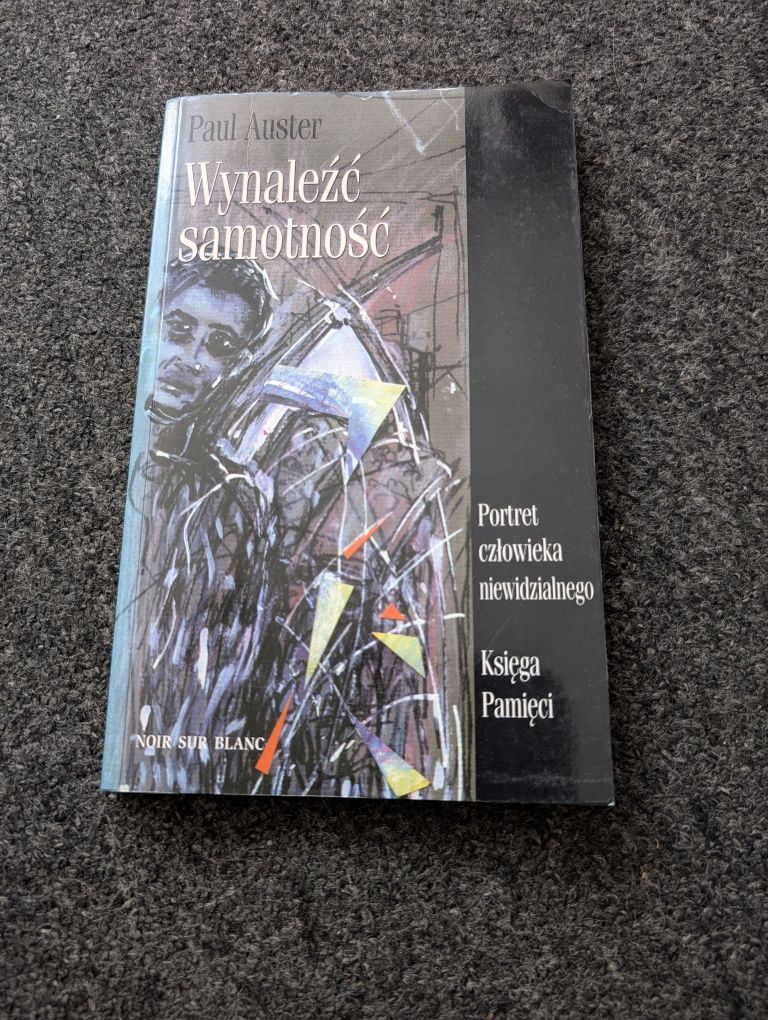 Paul Auster
Wynaleźć
samotność
Portret
człowieka
niewidzialnego
Księga
Pamięci
NOIR SUR BLANC